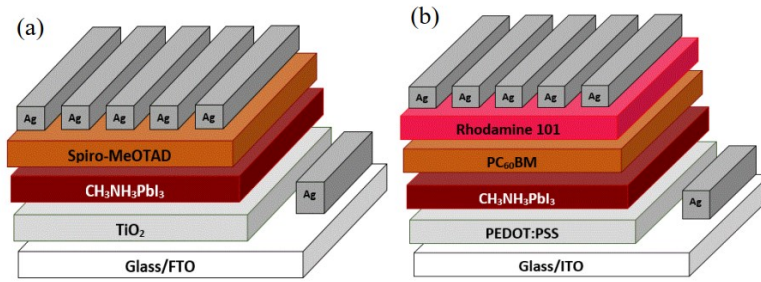 (a)
Ag Ag Ag Ag Ag
Spiro-MeOTAD
CH₃NH₃PbI₃
Ag
TiO₂
Glass/FTO
(b)
Ag Ag Ag Ag Ag
Rhodamine 101
PC₆₀BM
CH₃NH₃PbI₃
Ag
PEDOT:PSS
Glass/ITO